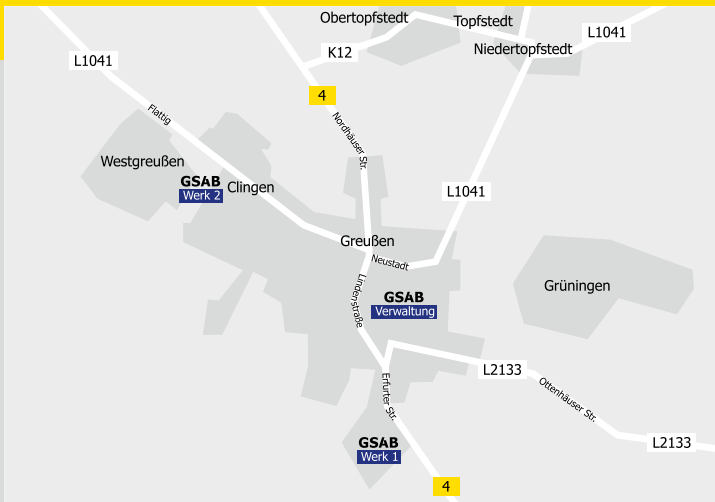 Obertopfstedt
Topfstedt
L1041
Niedertopfstedt
K12
L1041
4
Flattig
Nordhäuser Str.
Westgreußen
GSAB
Werk 2
Clingen
L1041
Greußen
Neustadt
Lindenstraße
Grüningen
GSAB
Verwaltung
L2133
Erfurter Str.
Ottenhäuser Str.
GSAB
Werk 1
L2133
4